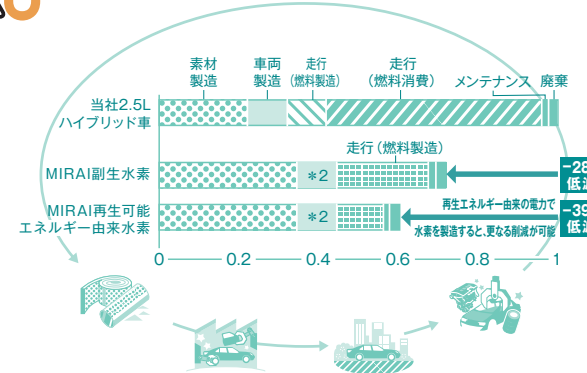 素材
製造
車両
製造
走行
(燃料製造)
走行
(燃料消費)
メンテナンス
廃棄
当社2.5L
ハイブリッド車
走行(燃料製造)
MIRAI副生水素
＊2
-28
低
MIRAI再生可能
エネルギー由来水素
＊2
再生エネルギー由来の電力で
水素を製造すると、更なる削減が可能
-39
低
0 0.2 0.4 0.6 0.8 1